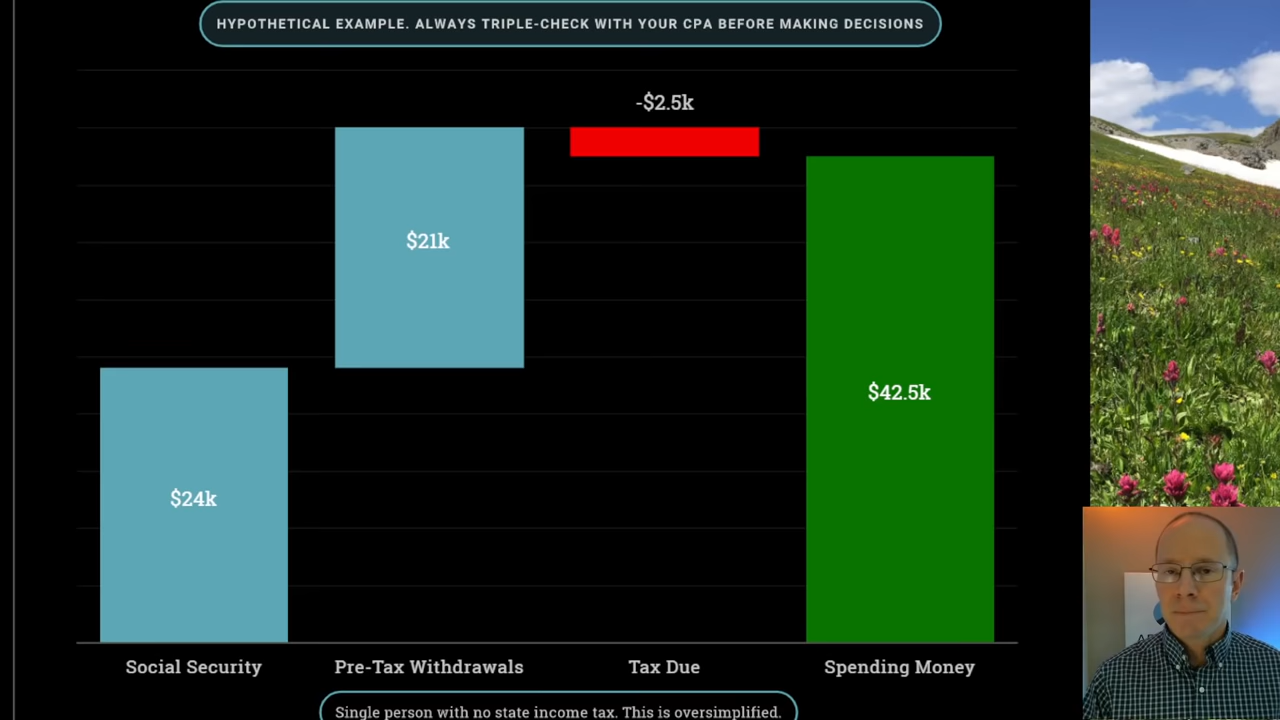 HYPOTHETICAL EXAMPLE. ALWAYS TRIPLE-CHECK WITH YOUR CPA BEFORE MAKING DECISIONS
-$2.5k
$21k
$42.5k
$24k
Social Security
Pre-Tax Withdrawals
Tax Due
Spending Money
Single person with no state income tax. This is oversimplified.